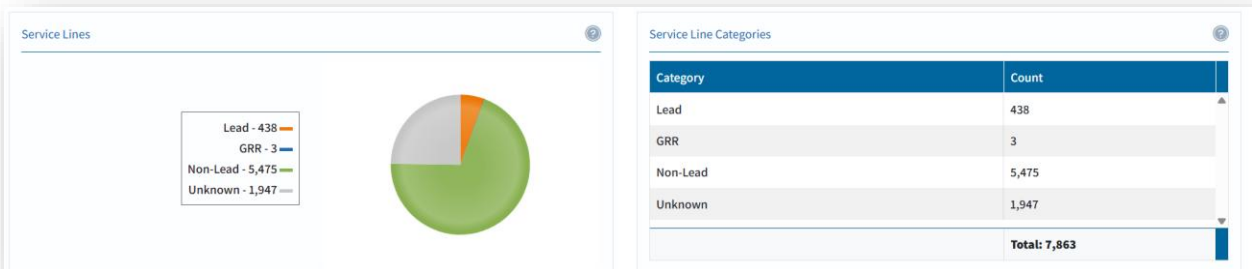 Service Lines
Lead - 438
GRR - 3
Non-Lead - 5,475
Unknown - 1,947
Service Line Categories
Category Count
Lead 438
GRR 3
Non-Lead 5,475
Unknown 1,947
Total: 7,863